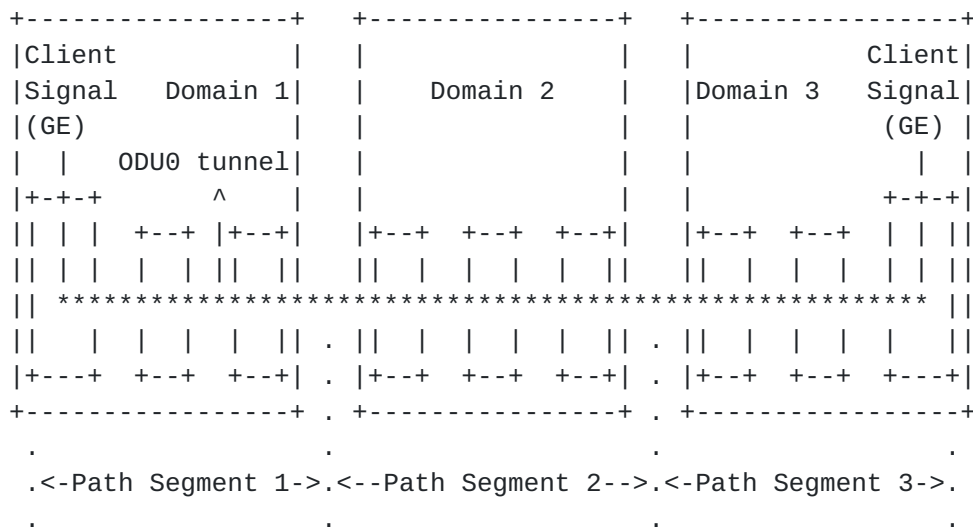 +-----------------+   +----------------+   +-----------------+
|Client           |   |                |   |           Client|
|Signal   Domain 1|   |    Domain 2    |   |Domain 3   Signal|
|(GE)             |   |                |   |            (GE) |
|  |   ODU0 tunnel|   |                |   |              |  |
|+-+-+       ^    |   |                |   |            +-+-+|
|| | |  +--+ |+--+|   |+--+  +--+  +--+|   |+--+  +--+  | | ||
|| | |  |  | ||  ||   ||  |  |  |  |  ||   ||  |  |  |  | | ||
|| ******************************************************** ||
||   |  |  |  |  || . ||  |  |  |  |  || . ||  |  |  |  |   ||
|+---+  +--+  +--+| . |+--+  +--+  +--+| . |+--+  +--+  +---+|
+-----------------+ . +----------------+ . +-----------------+
 .                  .                    .                  .
 .<-Path Segment 1->.<--Path Segment 2-->.<-Path Segment 3->.
 .                  .                    .                  .